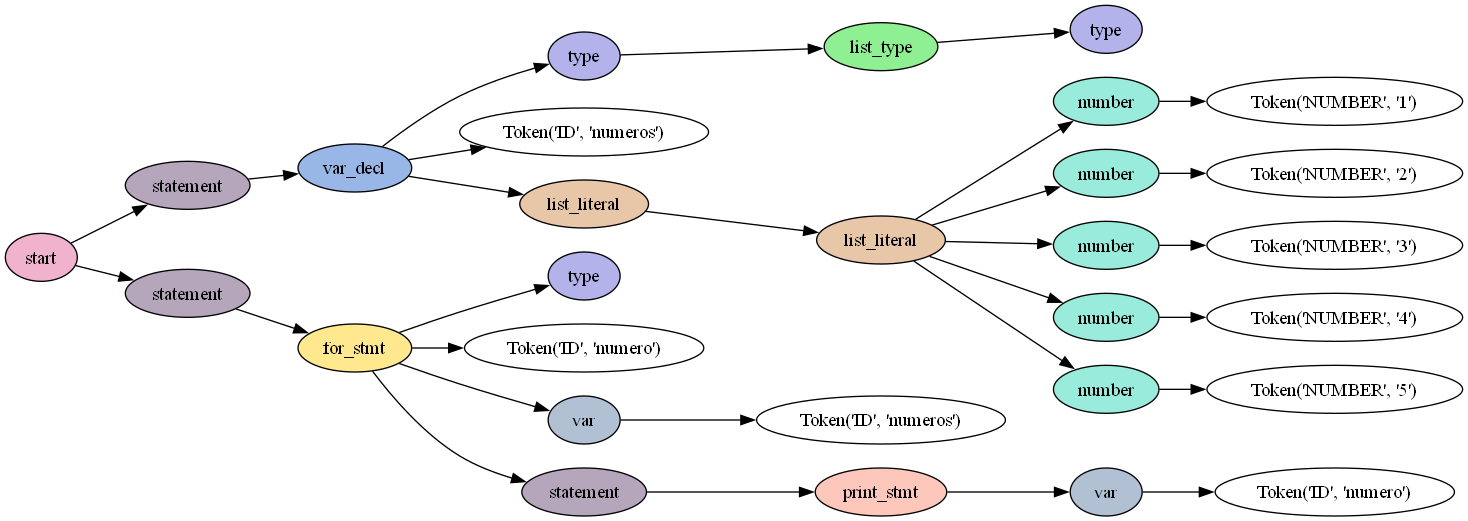 start
statement
var_decl
type
list_type
type
Token('ID', 'numeros')
list_literal
list_literal
number
Token('NUMBER', '1')
number
Token('NUMBER', '2')
number
Token('NUMBER', '3')
number
Token('NUMBER', '4')
number
Token('NUMBER', '5')
statement
for_stmt
type
Token('ID', 'numero')
var
Token('ID', 'numeros')
statement
print_stmt
var
Token('ID', 'numero')